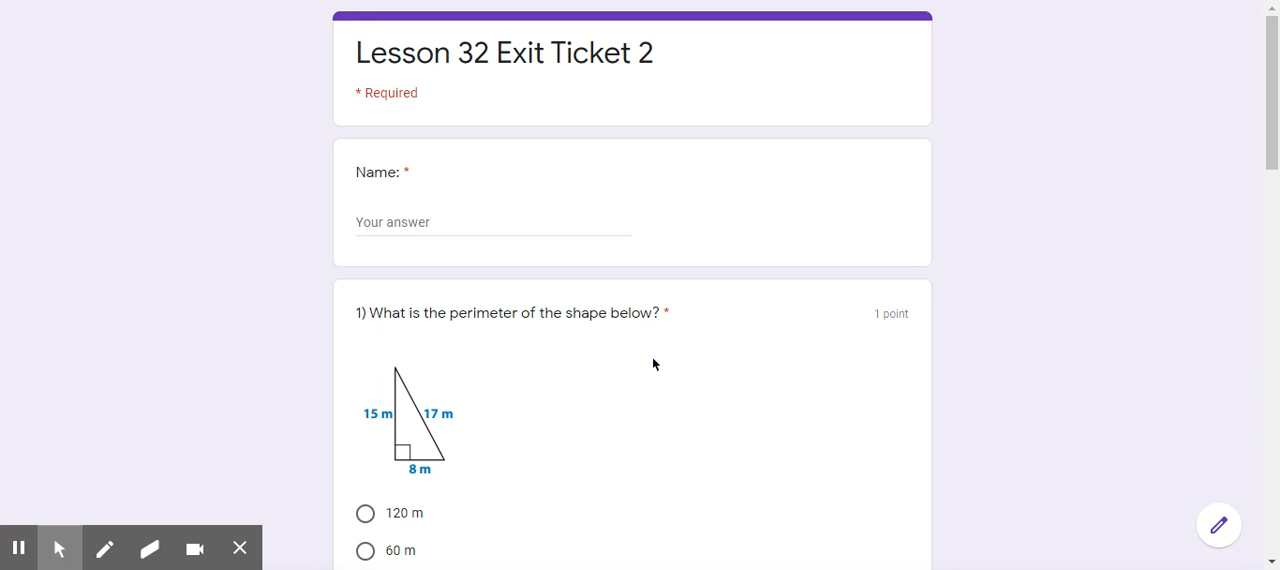 Lesson 32 Exit Ticket 2
* Required
Name: *
Your answer
1) What is the perimeter of the shape below? *
1 point
15 m
17 m
8 m
120 m
60 m